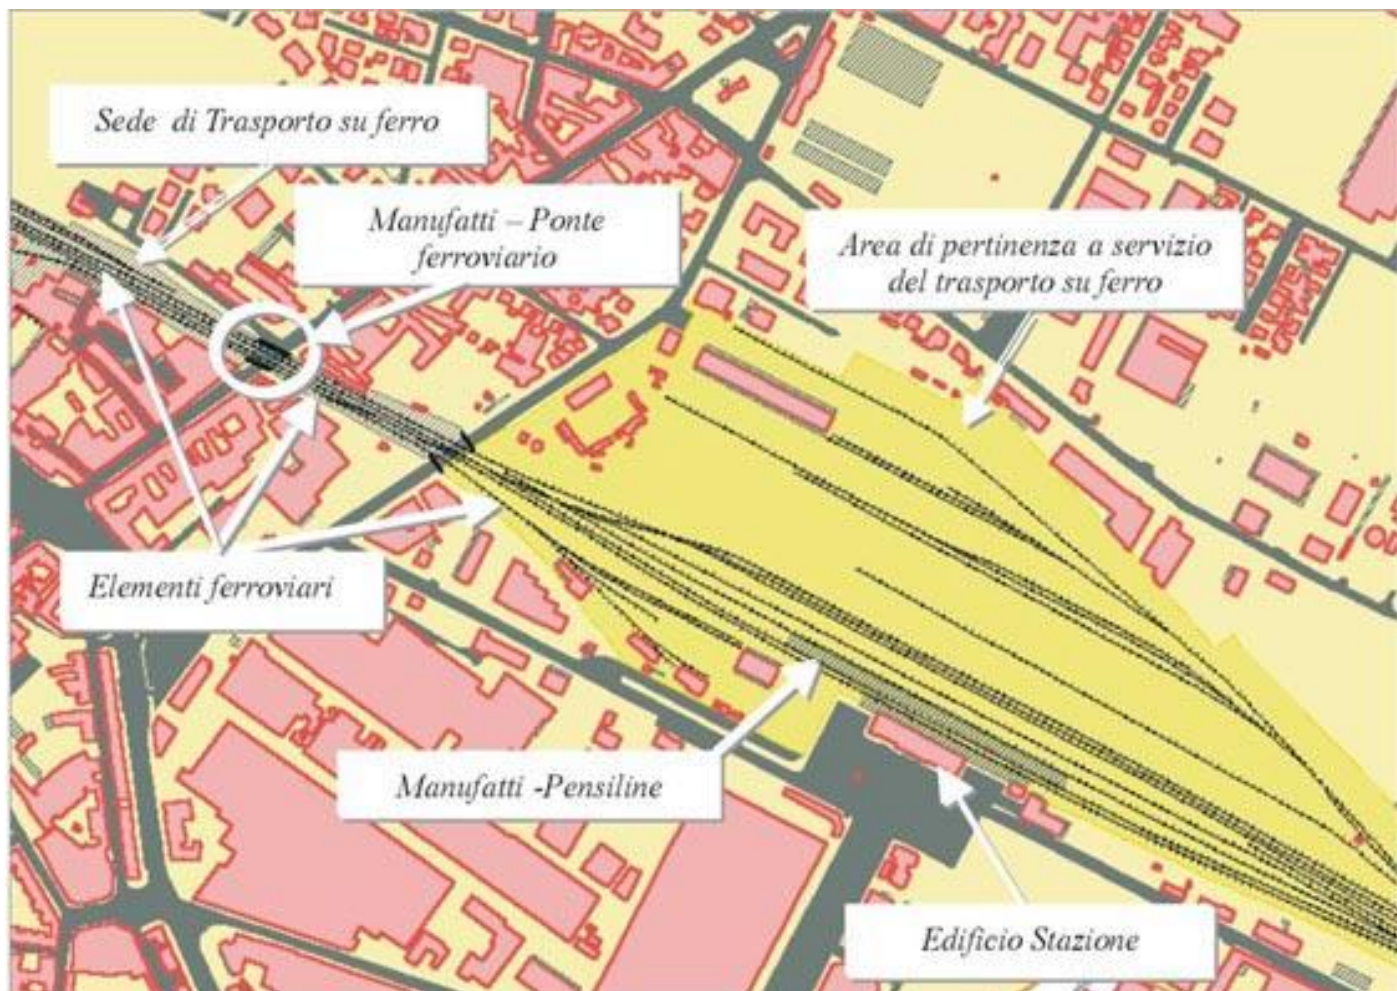 Sede di Trasporto su ferro
Manufatti – Ponte
ferroviario
Area di pertinenza a servizio
del trasporto su ferro
Elementi ferroviari
Manufatti -Pensiline
Edificio Stazione